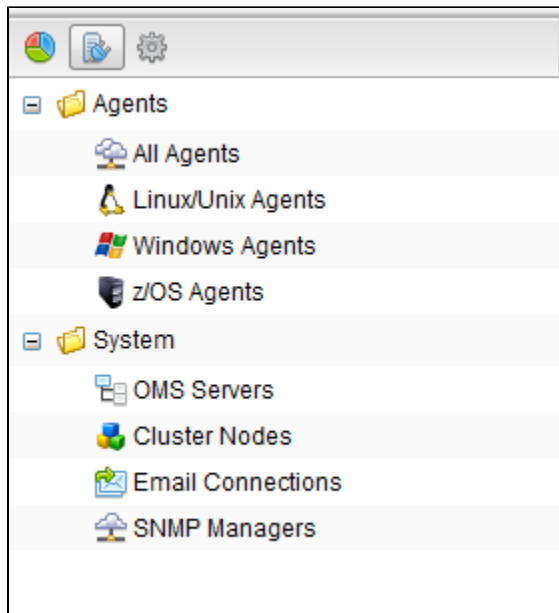 Agents
All Agents
Linux/Unix Agents
Windows Agents
z/OS Agents
System
OMS Servers
Cluster Nodes
Email Connections
SNMP Managers